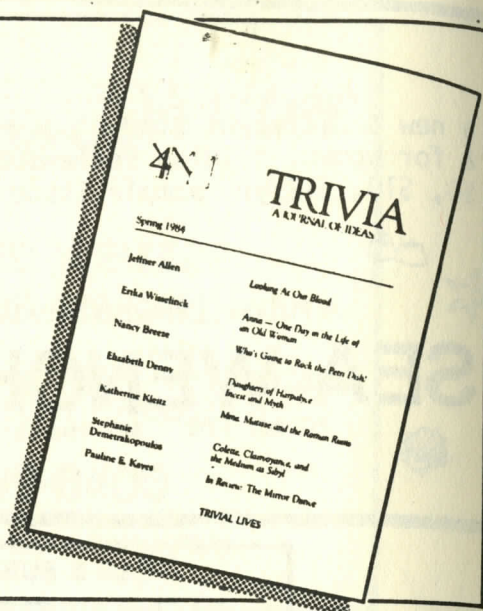 4
TRIVIA
A JOURNAL OF IDEAS
Spring 1984
Jeffner Allen
Looking At Our Blood
Erika Wisselinck
Anna — One Day in the Life of
an Old Woman
Nancy Breeze
Who's Going to Rock the Petri Dish?
Elizabeth Denny
Daughters of Harpalyce
Incest and Myth
Katherine
Mme. Matisse and the Roman Ruins
Stephanie
Demetrakopoulos
Colette, Clairvoyance, and
the Medium as Sibyl
Pauline B.
In Review: The Mirror Dance
TRIVIAL LIVES